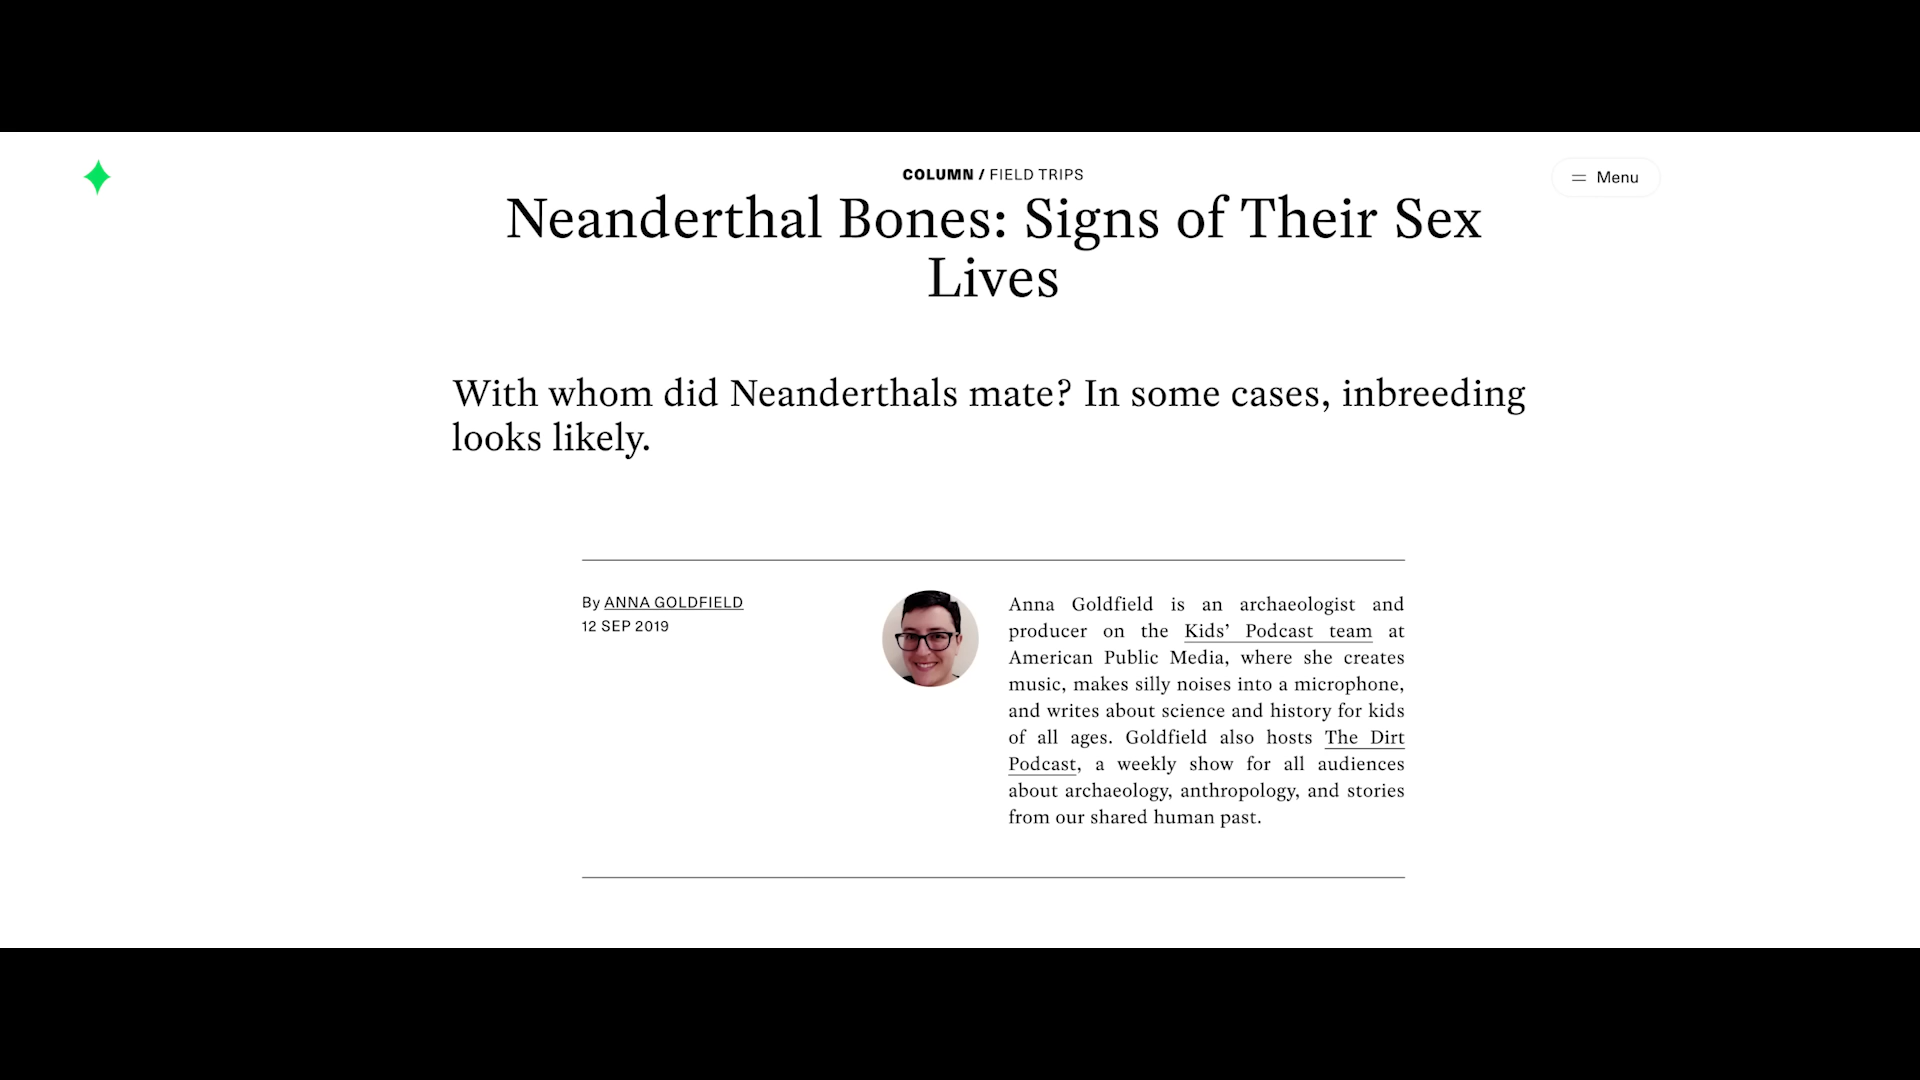 COLUMN / FIELD TRIPS
Menu
Neanderthal Bones: Signs of Their Sex
Lives
With whom did Neanderthals mate? In some cases, inbreeding
looks likely.
By ANNA GOLDFIELD
12 SEP 2019
Anna Goldfield is an archaeologist and
producer on the Kids’ Podcast team at
American Public Media, where she creates
music, makes silly noises into a microphone,
and writes about science and history for kids
of all ages. Goldfield also hosts The Dirt
Podcast, a weekly show for all audiences
about archaeology, anthropology, and stories
from our shared human past.